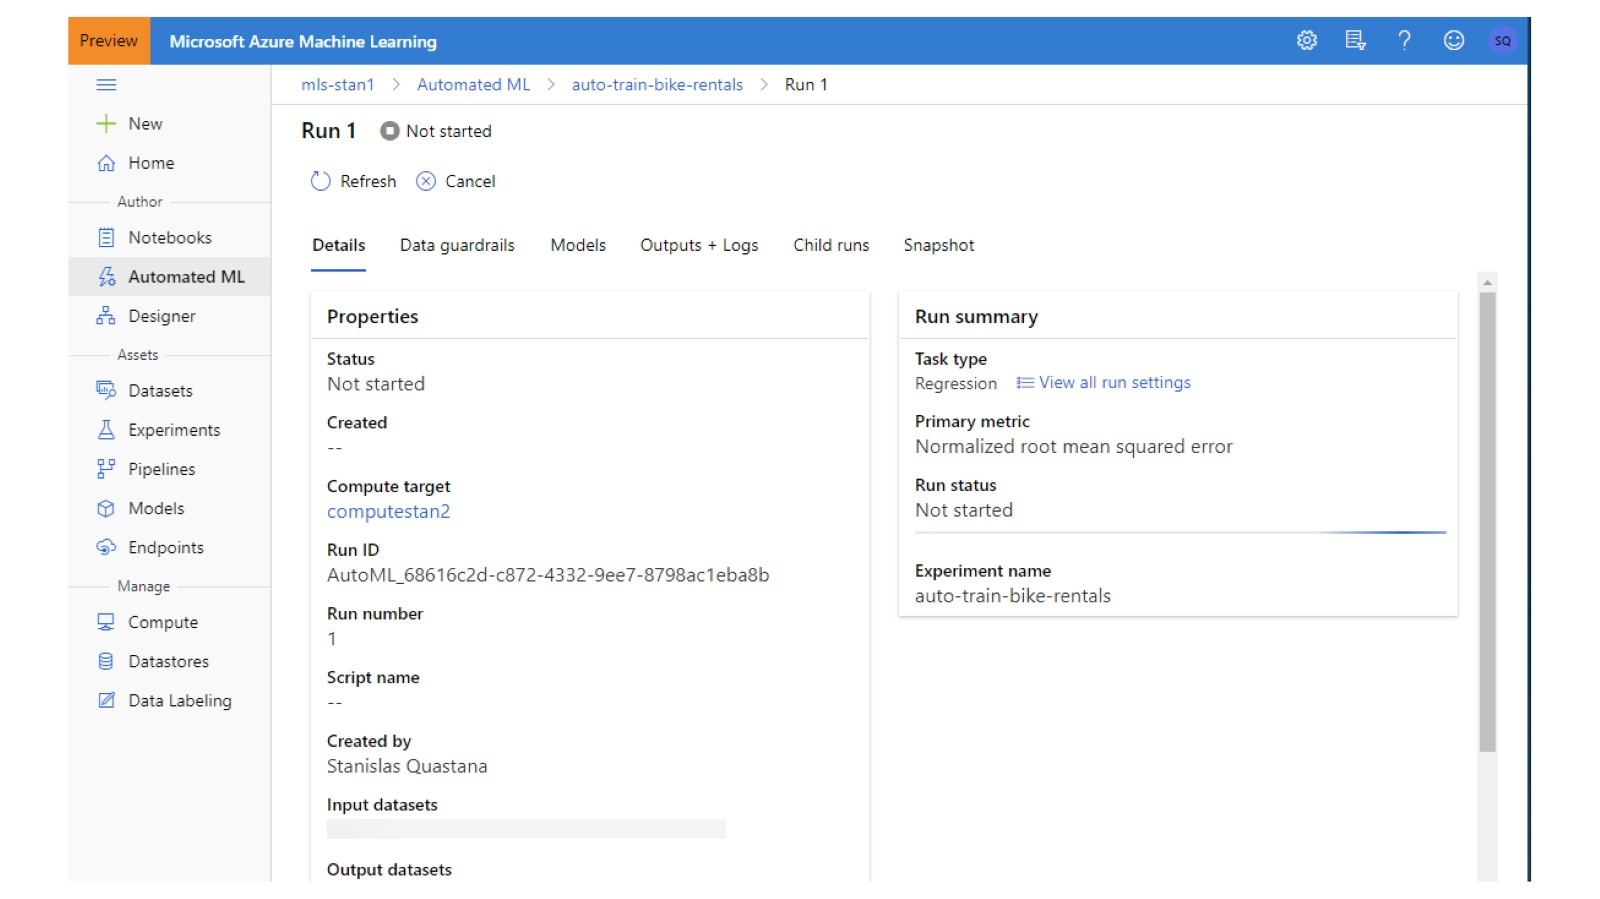 Preview
Microsoft Azure Machine Learning
SQ
mls-stan1 > Automated ML > auto-train-bike-rentals > Run 1
New
Home
Author
Notebooks
Automated ML
Designer
Assets
Datasets
Experiments
Pipelines
Models
Endpoints
Manage
Compute
Datastores
Data Labeling
Run 1 Not started
Refresh Cancel
Details Data guardrails Models Outputs + Logs Child runs Snapshot
Properties
Status
Not started
Created
--
Compute target
computestan2
Run ID
AutoML_68616c2d-c872-4332-9ee7-8798ac1eba8b
Run number
1
Script name
--
Created by
Stanislas Quastana
Input datasets
Output datasets
Run summary
Task type
Regression View all run settings
Primary metric
Normalized root mean squared error
Run status
Not started
Experiment name
auto-train-bike-rentals